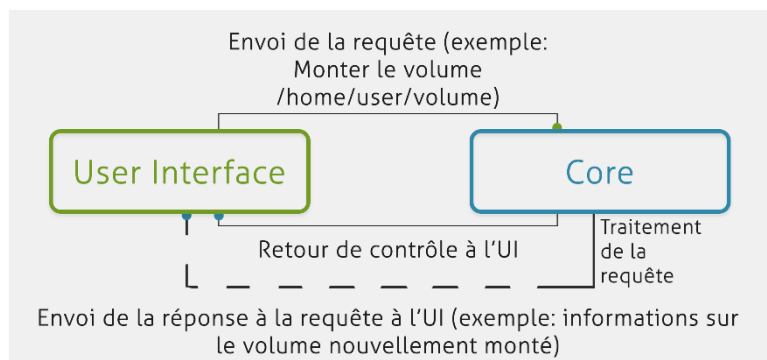 Envoi de la requête (exemple:
Monter le volume
/home/user/volume)
User Interface
Core
Retour de contrôle à l'UI
Traitement
de la
requête
Envoi de la réponse à la requête à l'UI (exemple: informations sur
le volume nouvellement monté)